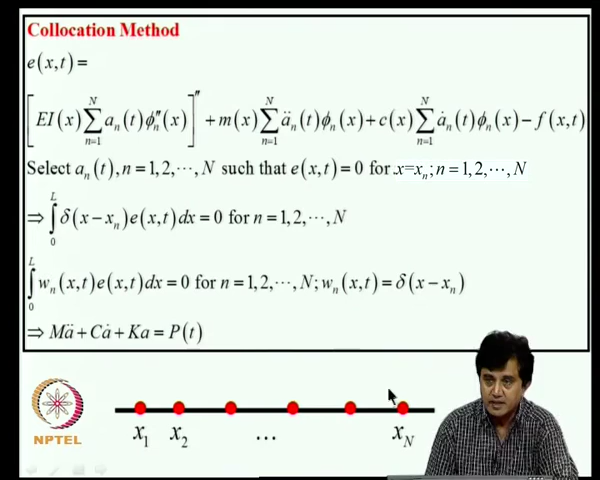 Collocation Method
e(x,t)=
[EI(x)∑_{n=1}^{N} a_n(t)φ_n″(x)]″ + m(x)∑_{n=1}^{N} ä_n(t)φ_n(x) + c(x)∑_{n=1}^{N} ȧ_n(t)φ_n(x) − f(x,t)
Select a_n(t), n=1,2,⋯,N such that e(x,t)=0 for x=x_n; n=1,2,⋯,N
⇒ ∫_0^L δ(x−x_n)e(x,t)dx=0 for n=1,2,⋯,N
∫_0^L w_n(x,t)e(x,t)dx=0 for n=1,2,⋯,N; w_n(x,t)=δ(x−x_n)
⇒ Mä+Cȧ+Ka=P(t)
x_1 x_2 … x_N
NPTEL